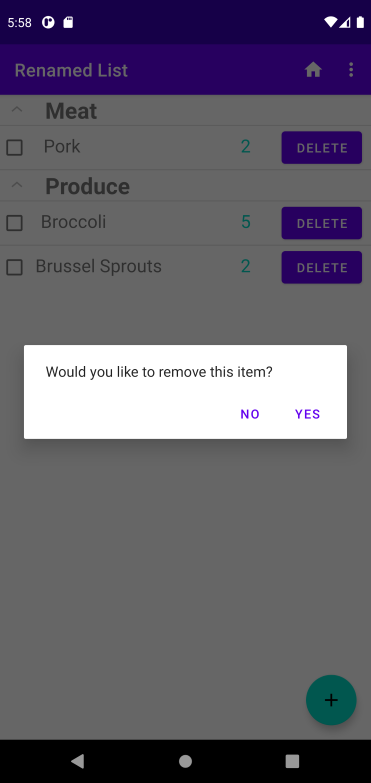 5:58
Renamed List
Meat
Pork 2 DELETE
Produce
Broccoli 5 DELETE
Brussel Sprouts 2 DELETE
Would you like to remove this item?
NO YES
+